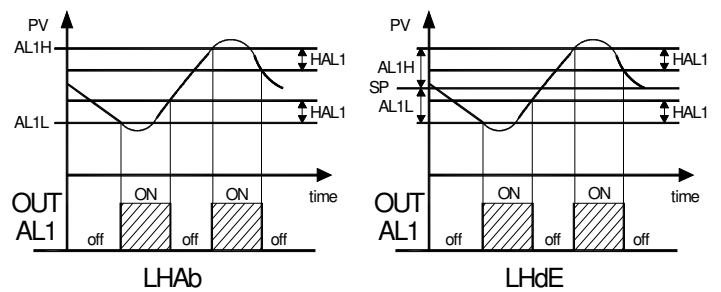 PV
AL1H
HAL1
HAL1
AL1L
time
OUT
AL1
off
ON
off
ON
off
LHAb
PV
AL1H
SP
AL1L
HAL1
HAL1
time
OUT
AL1
off
ON
off
ON
off
LHdE